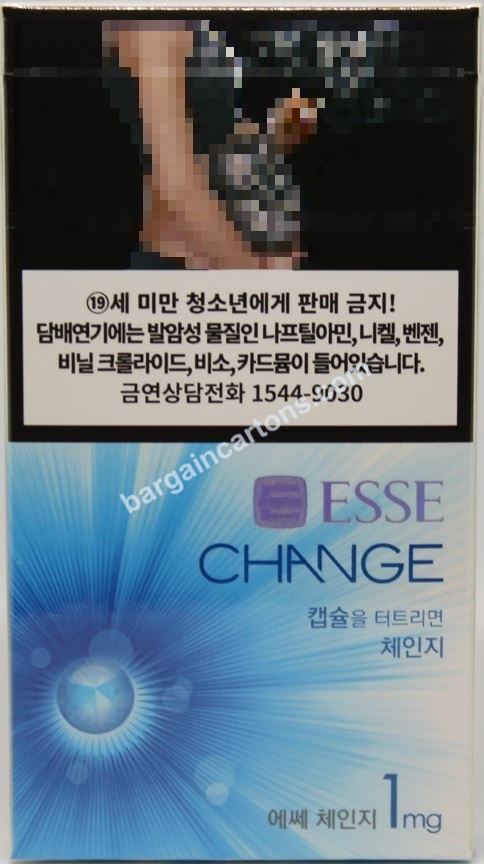 ⑲세 미만 청소년에게 판매 금지!
담배연기에는 발암성 물질인 나프틸아민, 니켈, 벤젠,
비닐 크롤라이드, 비소, 카드뮴이 들어있습니다.
금연상담전화 1544-9030
bargaincartons.com
ESSE
CHANGE
캡슐을 터트리면
체인지
에쎄 체인지 1mg